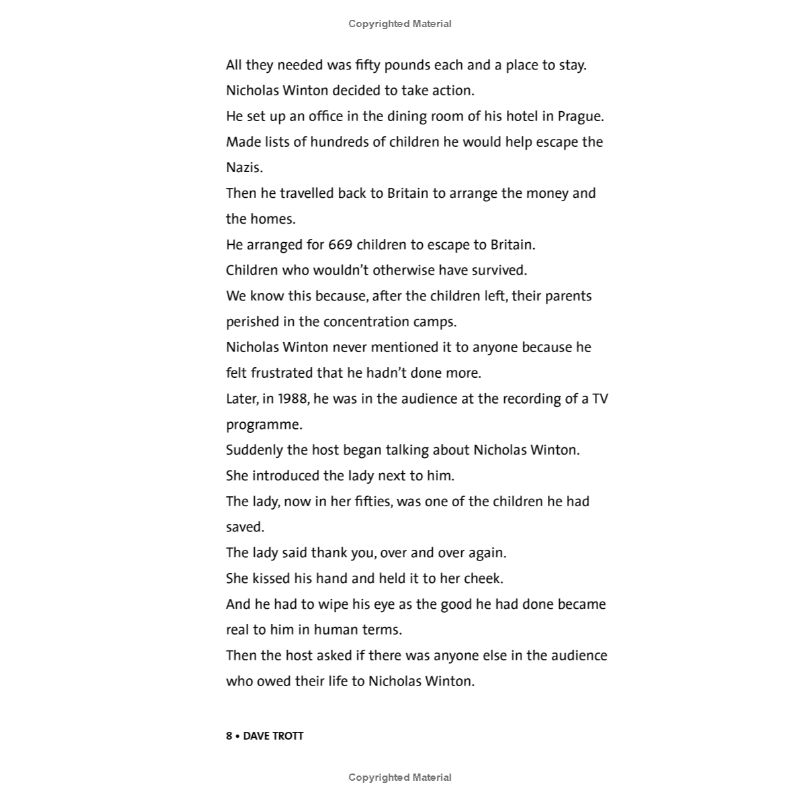 Copyrighted Material
All they needed was fifty pounds each and a place to stay.
Nicholas Winton decided to take action.
He set up an office in the dining room of his hotel in Prague.
Made lists of hundreds of children he would help escape the
Nazis.
Then he travelled back to Britain to arrange the money and
the homes.
He arranged for 669 children to escape to Britain.
Children who wouldn’t otherwise have survived.
We know this because, after the children left, their parents
perished in the concentration camps.
Nicholas Winton never mentioned it to anyone because he
felt frustrated that he hadn’t done more.
Later, in 1988, he was in the audience at the recording of a TV
programme.
Suddenly the host began talking about Nicholas Winton.
She introduced the lady next to him.
The lady, now in her fifties, was one of the children he had
saved.
The lady said thank you, over and over again.
She kissed his hand and held it to her cheek.
And he had to wipe his eye as the good he had done became
real to him in human terms.
Then the host asked if there was anyone else in the audience
who owed their life to Nicholas Winton.
8 • DAVE TROTT
Copyrighted Material